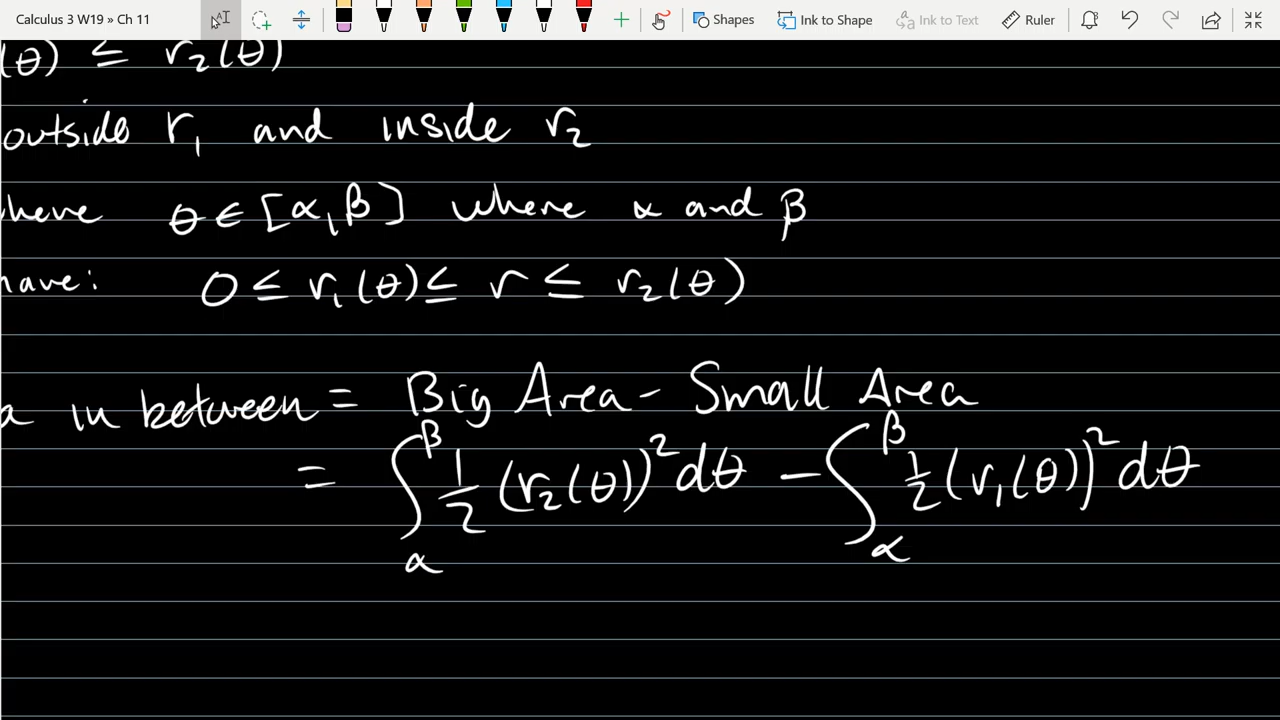 Calculus 3 W19 » Ch 11
Shapes Ink to Shape Ink to Text Ruler
(θ) ≤ r₂(θ)
outside r₁ and inside r₂
where θ ∈ [α, β] where α and β
have: 0 ≤ r₁(θ) ≤ r ≤ r₂(θ)
a in between = Big Area - Small Area
= ∫_α^β 1/2 (r₂(θ))² dθ - ∫_α^β 1/2 (r₁(θ))² dθ